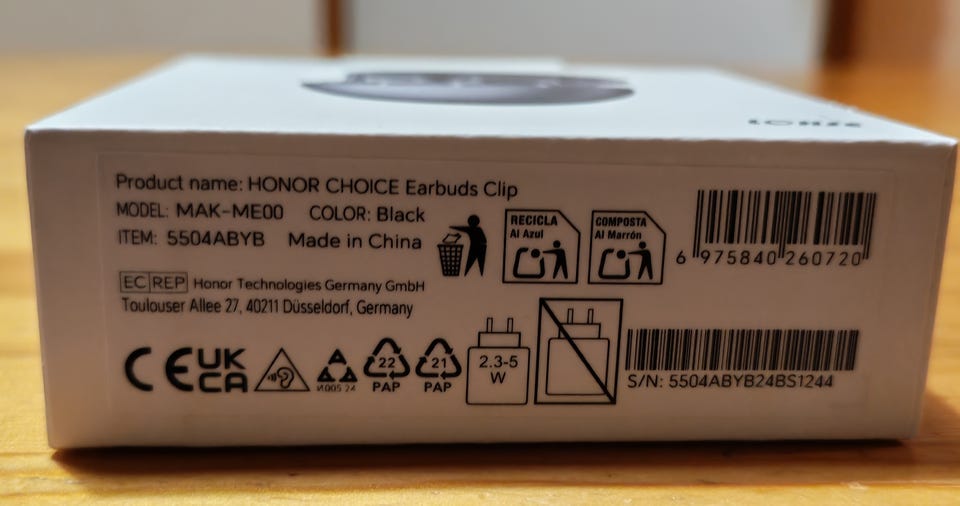 Product name: HONOR CHOICE Earbuds Clip
MODEL: MAK-ME00 COLOR: Black
ITEM: 5504ABYB Made in China
EC REP Honor Technologies Germany GmbH
Toulouser Allee 27, 40211 Düsseldorf, Germany
RECICLA
Al Azul
COMPOSTA
Al Marrón
6 975840 260720
CE UK
CA
22
PAP
21
PAP
2.3-5
W
S/N: 5504ABYB24BS1244